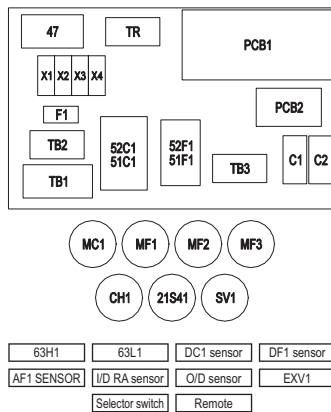 47
TR
PCB1
X1 X2 X3 X4
PCB2
F1
TB2
52C1
51C1
52F1
51F1
C1 C2
TB3
TB1
MC1 MF1 MF2 MF3
CH1 21S41 SV1
63H1 63L1 DC1 sensor DF1 sensor
AF1 SENSOR I/D RA sensor O/D sensor EXV1
Selector switch Remote